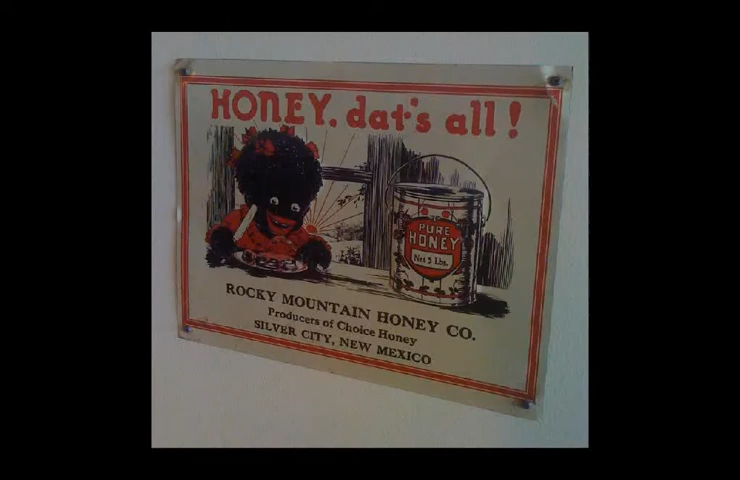 HONEY, dat's all!
PURE
HONEY
Net 5 Lbs.
ROCKY MOUNTAIN HONEY CO.
Producers of Choice Honey
SILVER CITY, NEW MEXICO